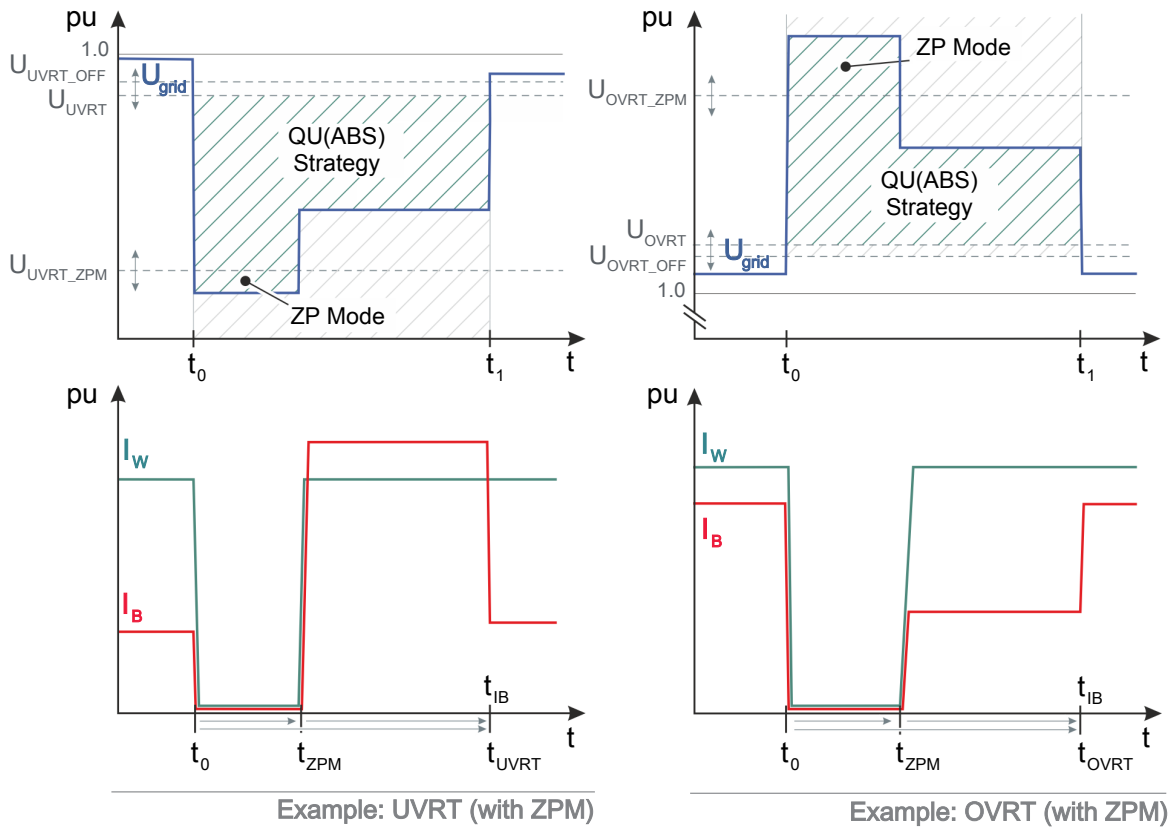 pu
1.0
U_UVRT_OFF
U_grid
U_UVRT
QU(ABS)
Strategy
U_UVRT_ZPM
ZP Mode
t_0
t_1
t
pu
ZP Mode
U_OVRT_ZPM
QU(ABS)
Strategy
U_OVRT
U_OVRT_OFF
U_grid
1.0
t_0
t_1
t
pu
I_W
I_B
t_IB
t
t_0
t_ZPM
t_UVRT
Example: UVRT (with ZPM)
pu
I_W
I_B
t_IB
t
t_0
t_ZPM
t_OVRT
Example: OVRT (with ZPM)